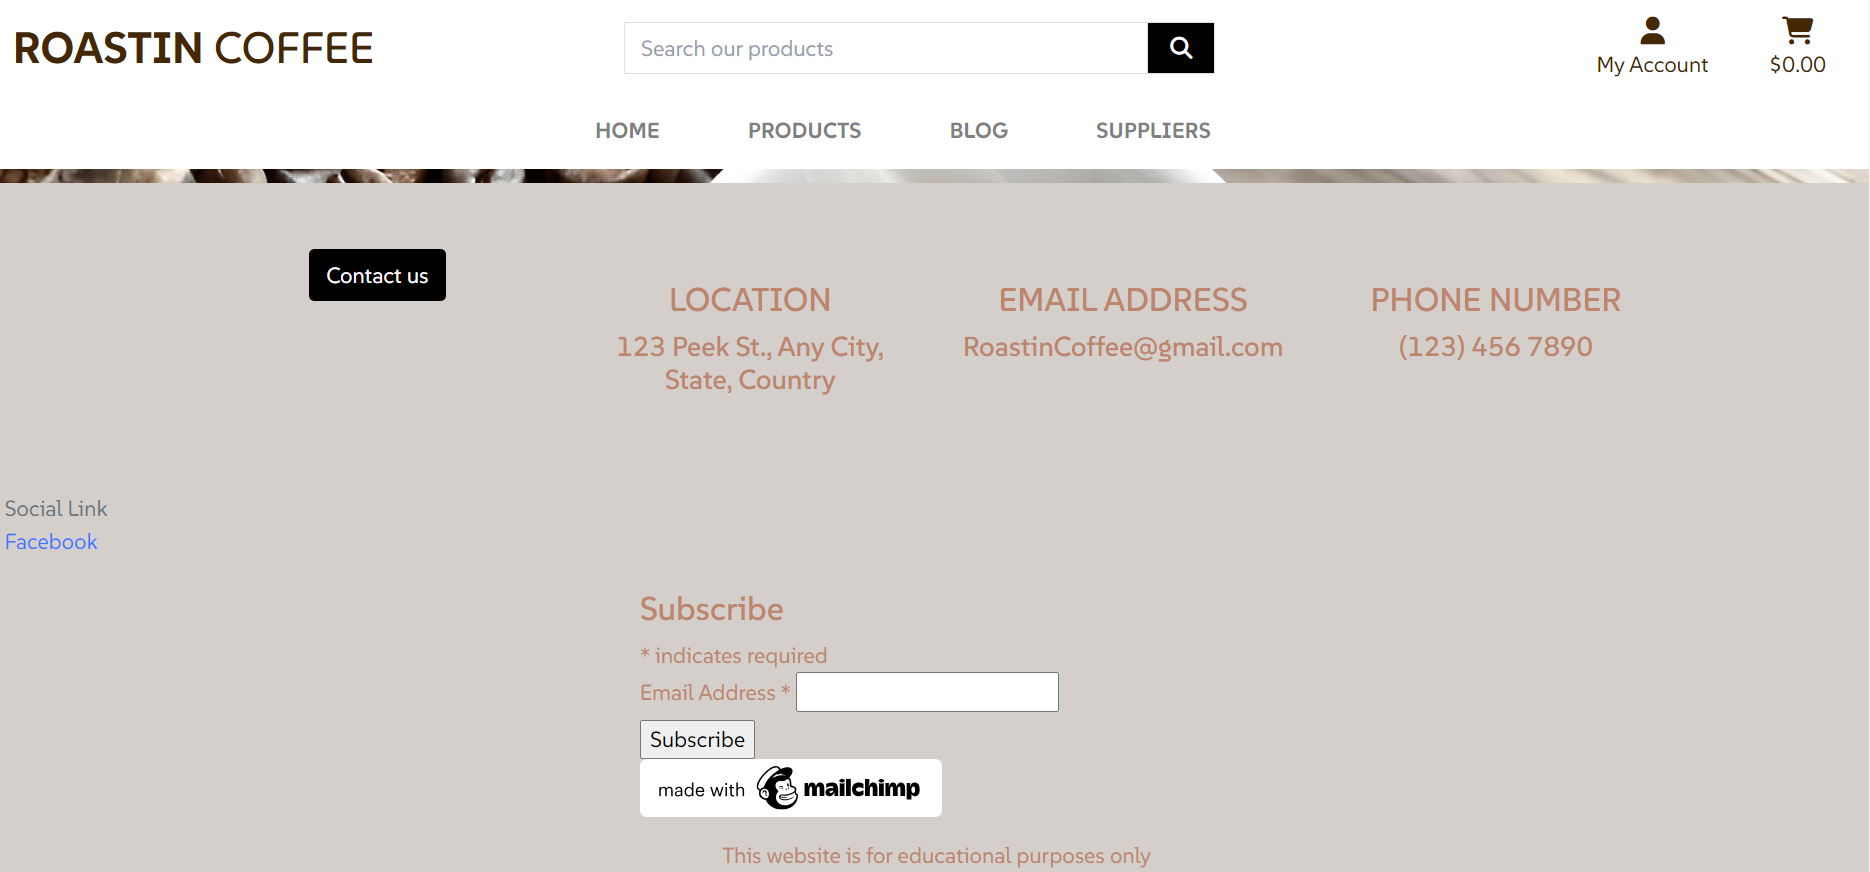 ROASTIN COFFEE
Search our products
My Account
$0.00
HOME
PRODUCTS
BLOG
SUPPLIERS
Contact us
LOCATION
123 Peek St., Any City,
State, Country
EMAIL ADDRESS
RoastinCoffee@gmail.com
PHONE NUMBER
(123) 456 7890
Social Link
Facebook
Subscribe
* indicates required
Email Address *
Subscribe
made with mailchimp
This website is for educational purposes only